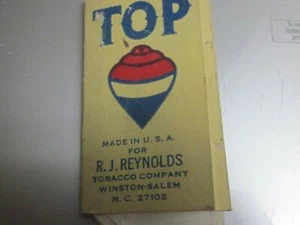 TOP
MADE IN U. S. A.
FOR
R. J. REYNOLDS
TOBACCO COMPANY
WINSTON-SALEM
N. C. 27102